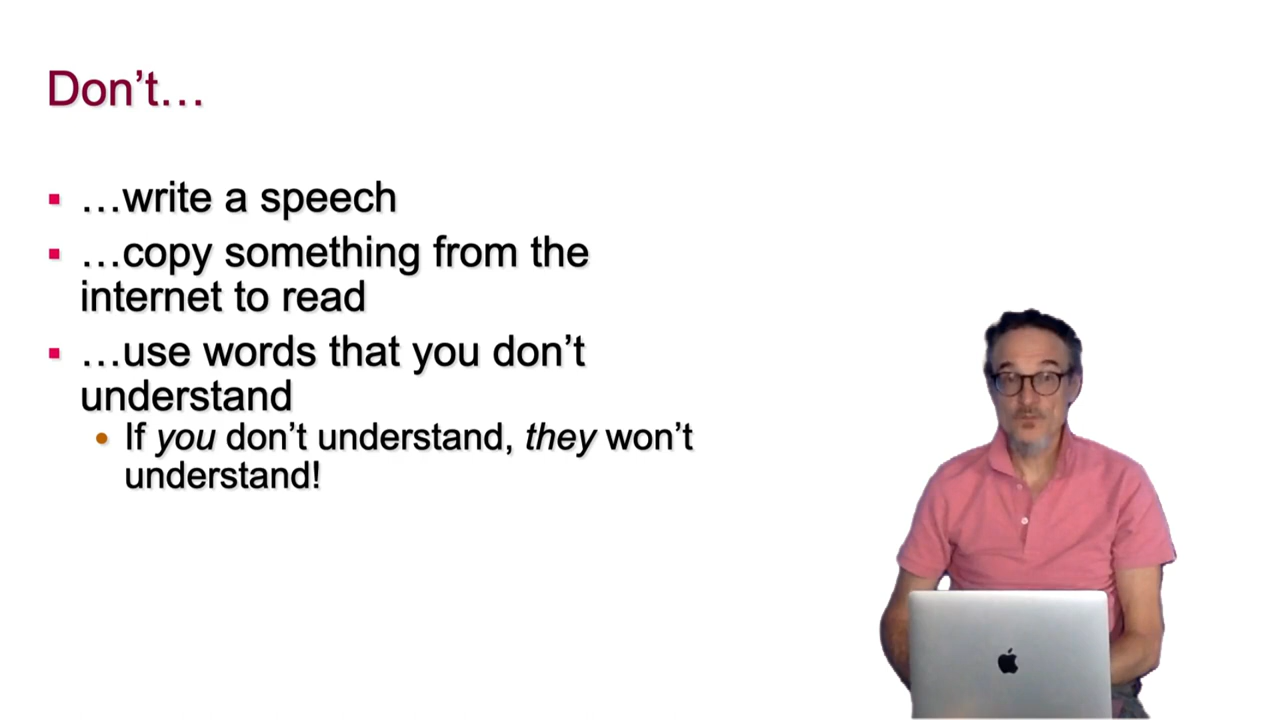 Don’t…
…write a speech
…copy something from the
internet to read
…use words that you don’t
understand
If you don’t understand, they won’t
understand!